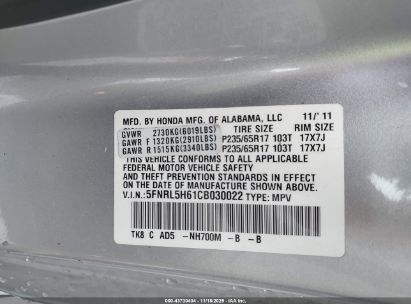 MFD. BY HONDA MFG. OF ALABAMA, LLC 11/'11
GVWR 2730KG(6019LBS) TIRE SIZE RIM SIZE
GAWR F 1320KG(2910LBS) P235/65R17 103T 17X7J
GAWR R 1515KG(3340LBS) P235/65R17 103T 17X7J
THIS VEHICLE CONFORMS TO ALL APPLICABLE
FEDERAL MOTOR VEHICLE SAFETY
STANDARDS IN EFFECT ON THE DATE OF
MANUFACTURE SHOWN ABOVE.
V.I.N.:5FNRL5H61CB030022 TYPE: MPV
TK8 C AD5 -NH700M -B -B